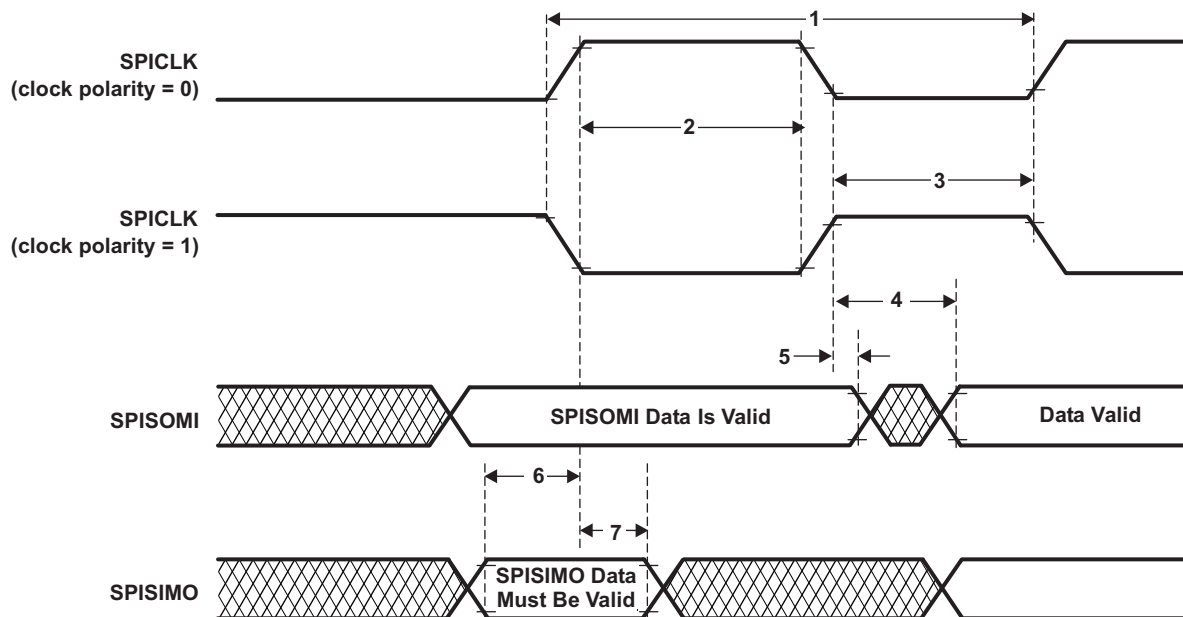 1
SPICLK
(clock polarity = 0)
2
3
SPICLK
(clock polarity = 1)
4
5
SPISOMI
SPISOMI Data Is Valid
Data Valid
6
7
SPISIMO
SPISIMO Data
Must Be Valid